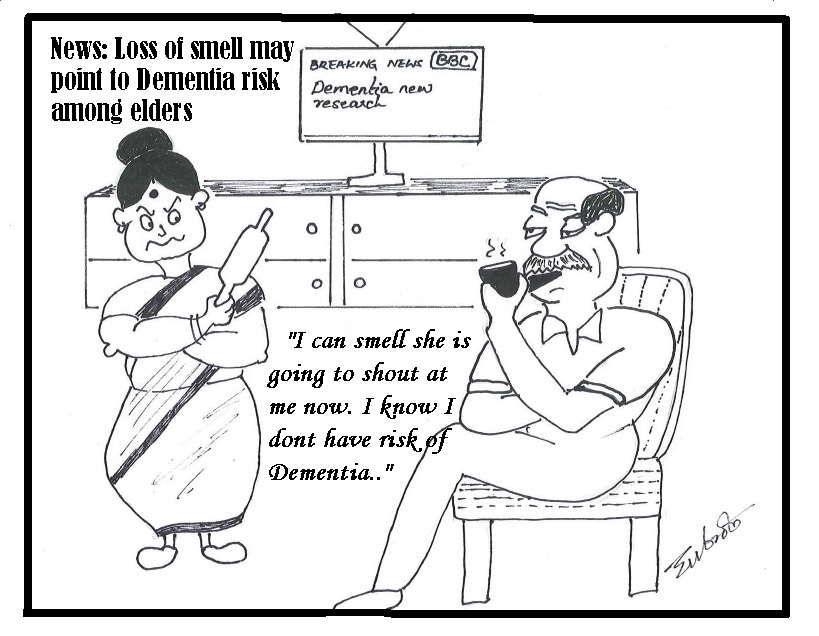 News: Loss of smell may
point to Dementia risk
among elders
BREAKING NEWS BBC
Dementia new
research
"I can smell she is
going to shout at
me now. I know I
dont have risk of
Dementia.."